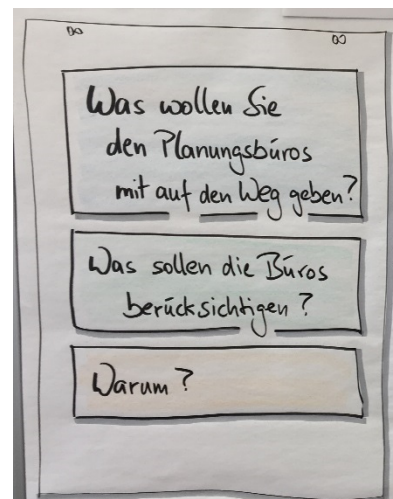 Was wollen Sie
den Planungsbüros
mit auf den Weg geben?
Was sollen die Büros
berücksichtigen?
Warum?